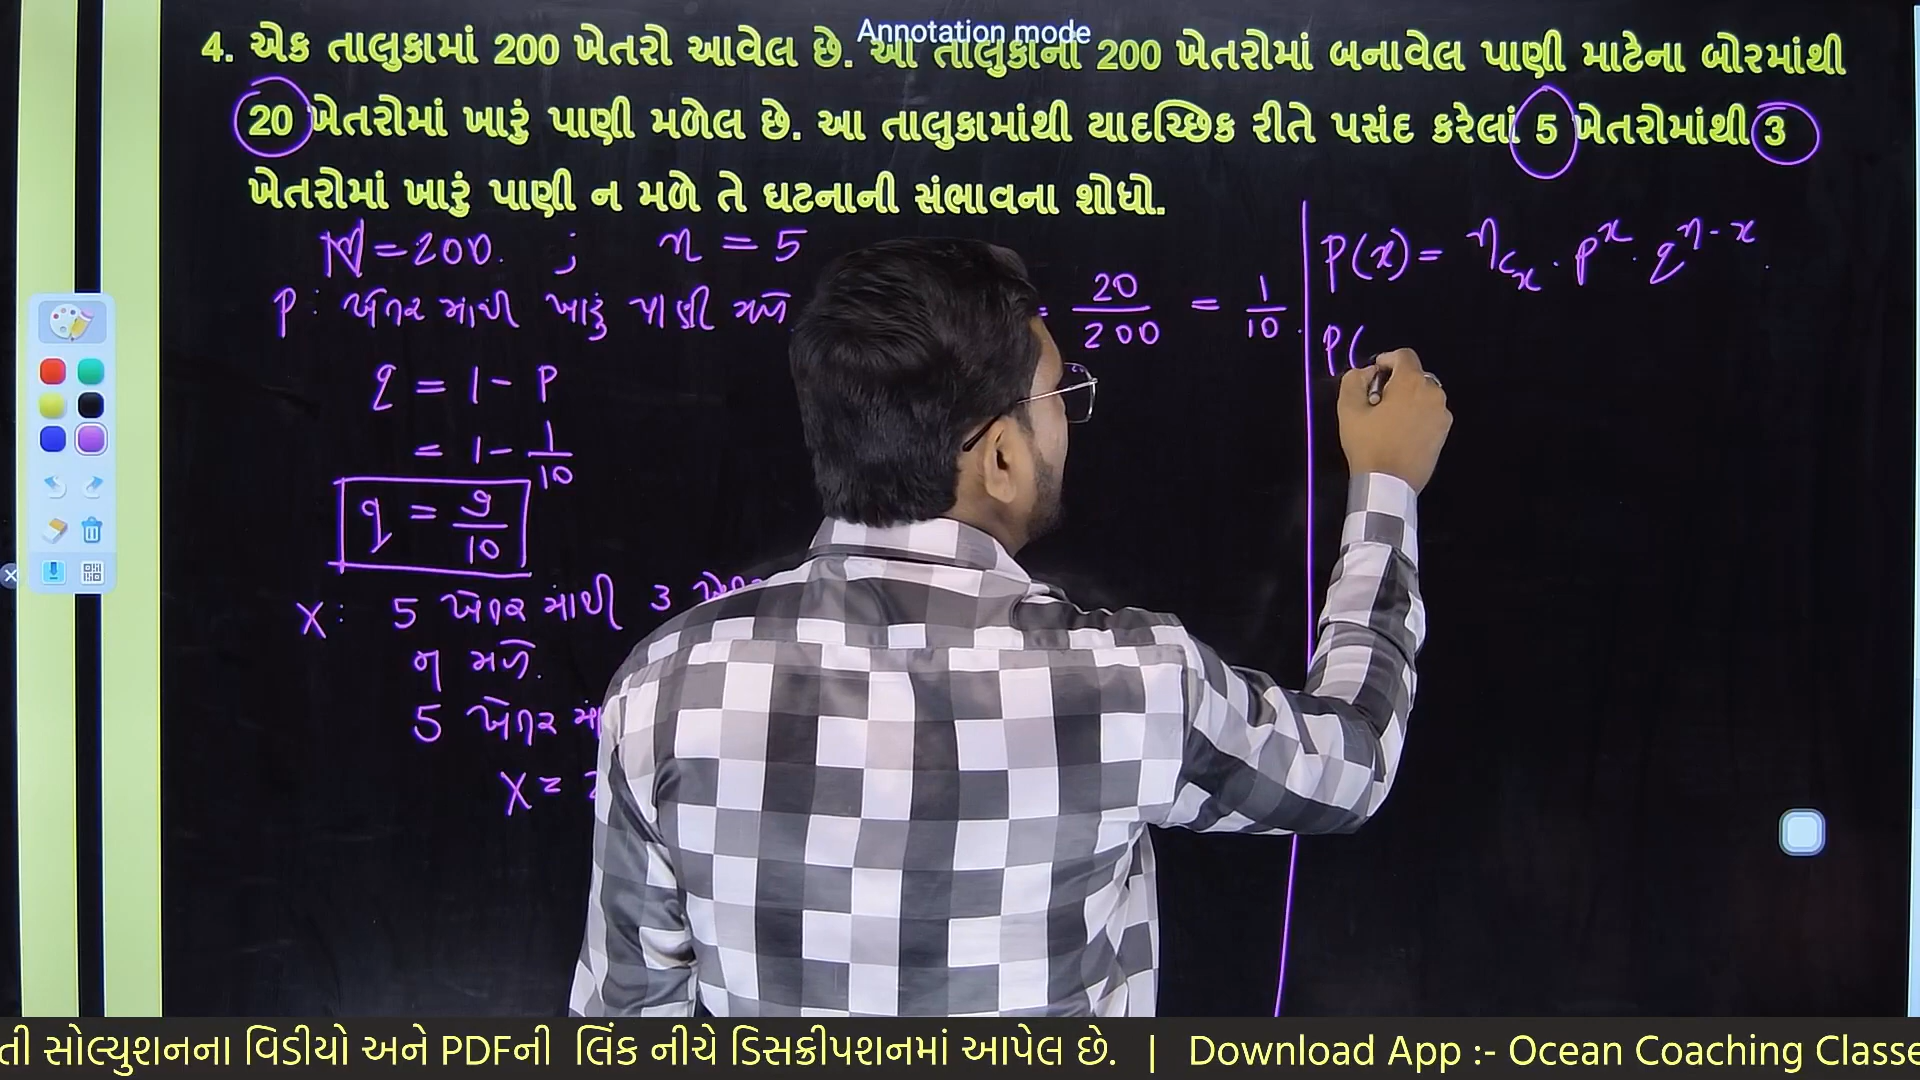 Annotation mode
4. એક તાલુકામાં 200 ખેતરો આવેલ છે. આ તાલુકાના 200 ખેતરોમાં બનાવેલ પાણી માટેના બોરમાંથી
20 ખેતરોમાં ખારું પાણી મળેલ છે. આ તાલુકામાંથી યાદચ્છિક રીતે પસંદ કરેલાં 5 ખેતરોમાંથી 3
ખેતરોમાં ખારું પાણી ન મળે તે ઘટનાની સંભાવના શોધો.
N = 200. ; n = 5
P : ખેતર માંથી ખારું પાણી મળે = 20/200 = 1/10.
q = 1 - P
= 1 - 1/10
q = 9/10
X : 5 ખેતર માંથી 3
ન મળે.
5 ખેતર
X = 2
P(x) = nCx . p^x . q^n-x.
P(
તી સોલ્યુશનના વિડીયો અને PDFની લિંક નીચે ડિસક્રીપશનમાં આપેલ છે. | Download App :- Ocean Coaching Classe